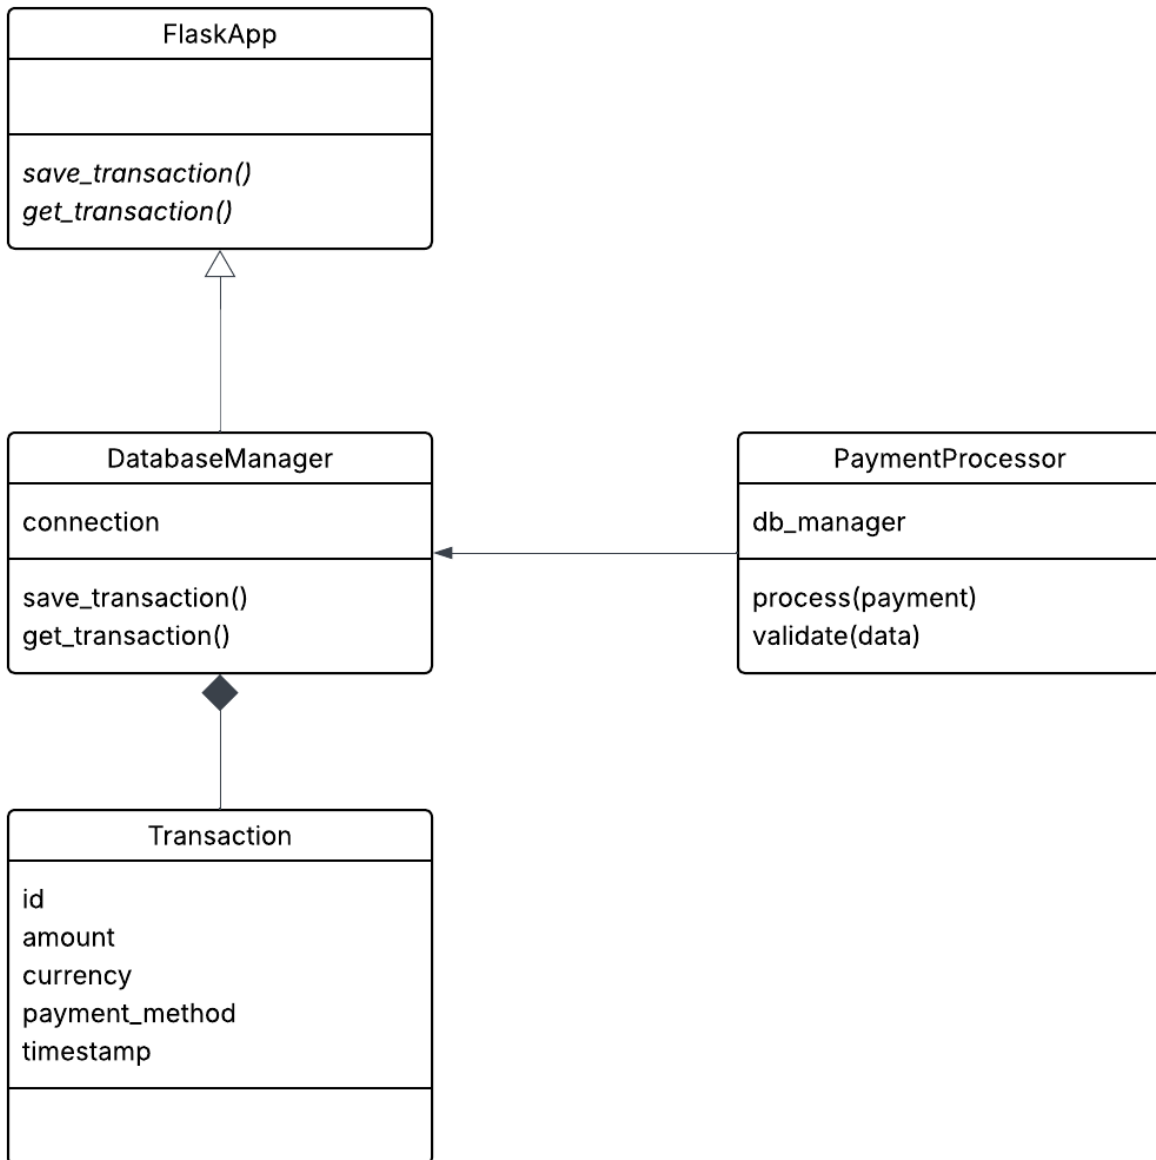 FlaskApp
save_transaction()
get_transaction()
DatabaseManager
connection
save_transaction()
get_transaction()
PaymentProcessor
db_manager
process(payment)
validate(data)
Transaction
id
amount
currency
payment_method
timestamp